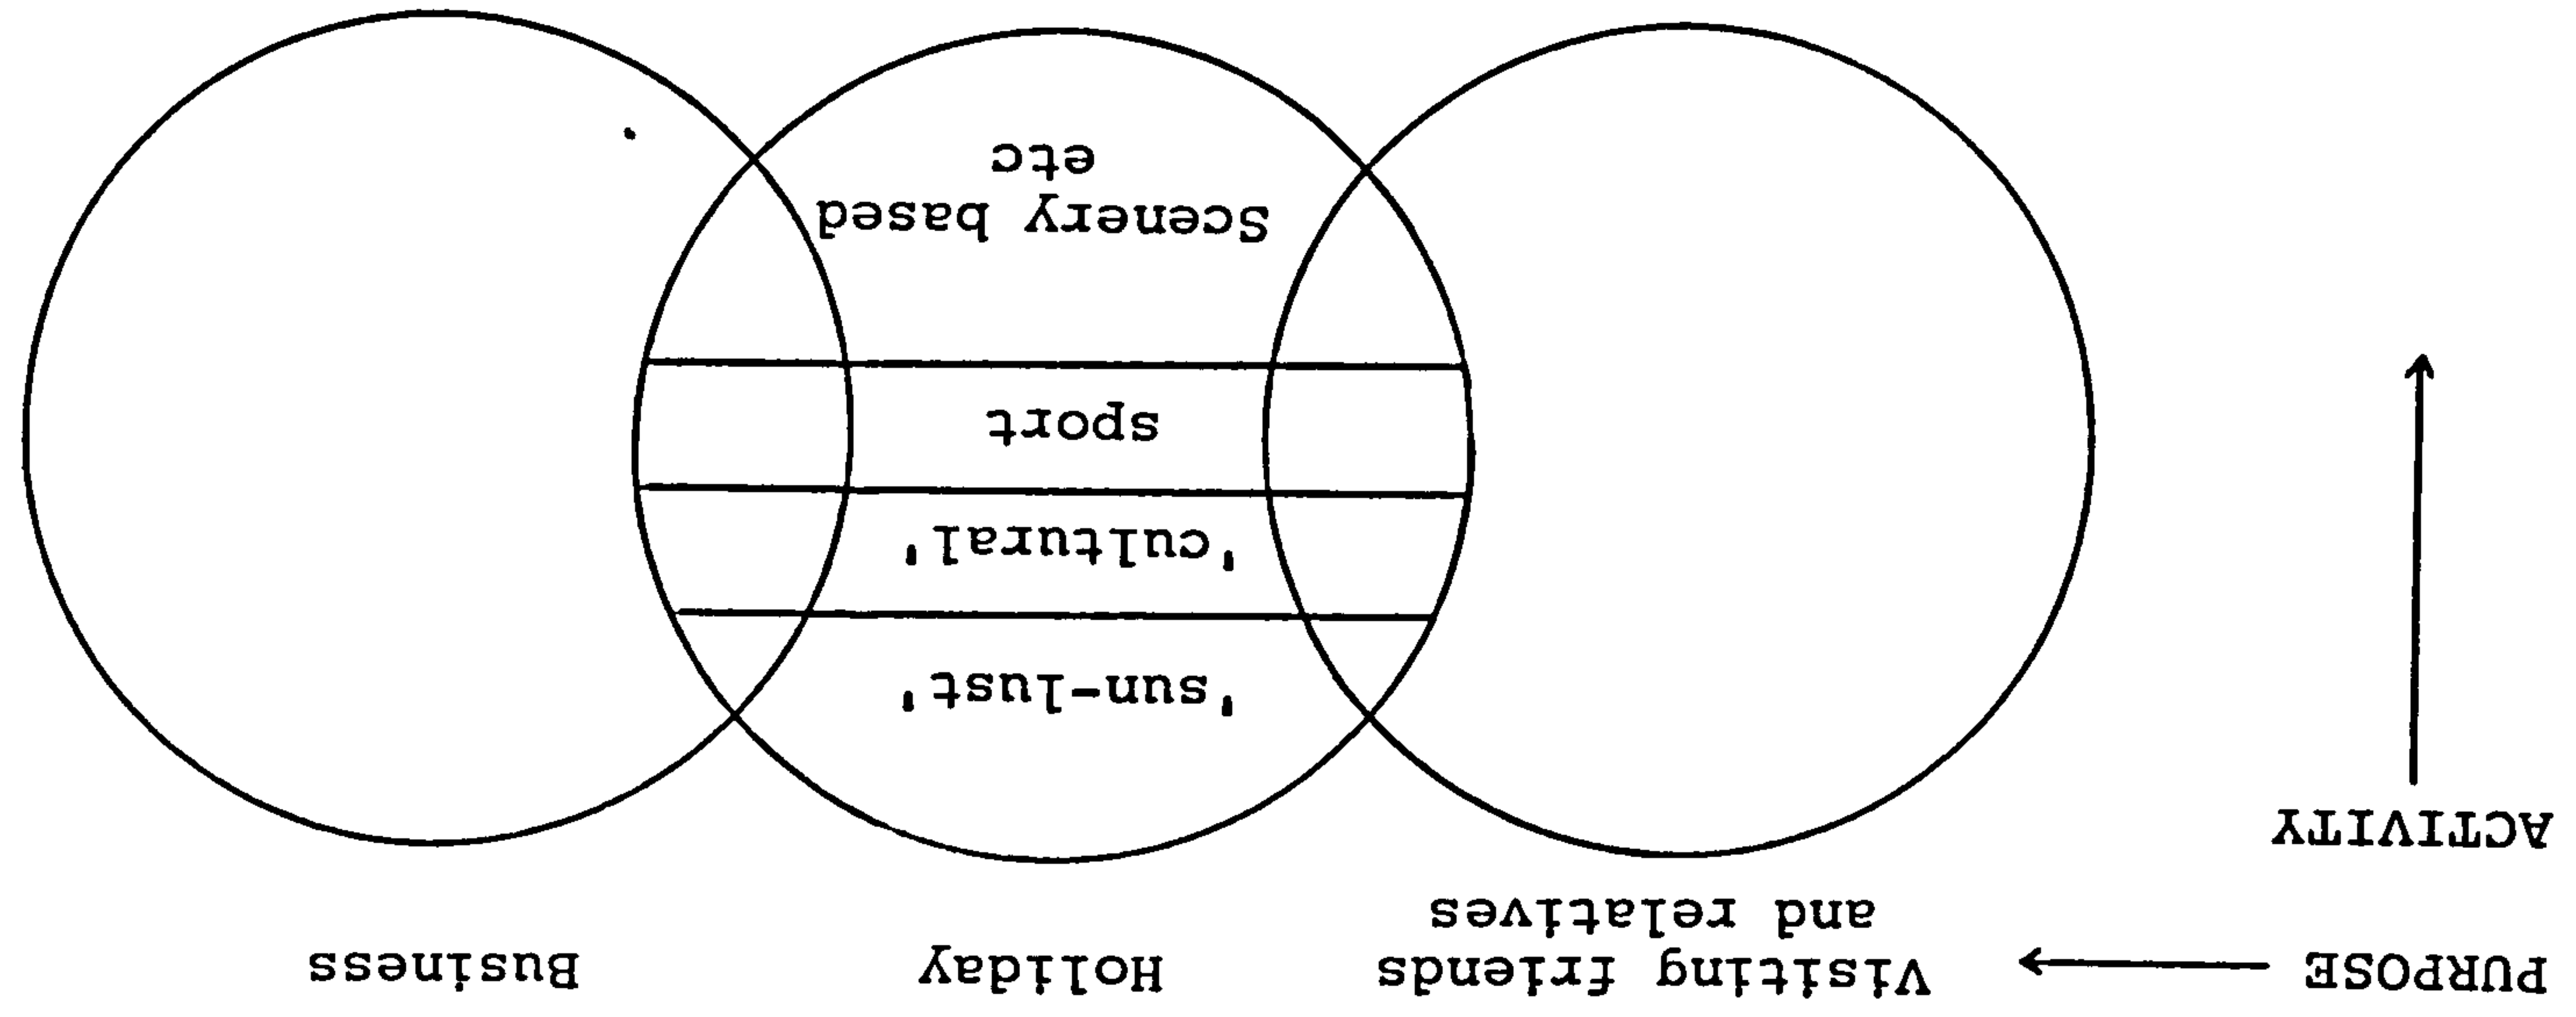 PURPOSE
Visiting friends
and relatives
Holiday
Business
ACTIVITY
'sun-lust'
'cultural'
sport
Scenery based
etc